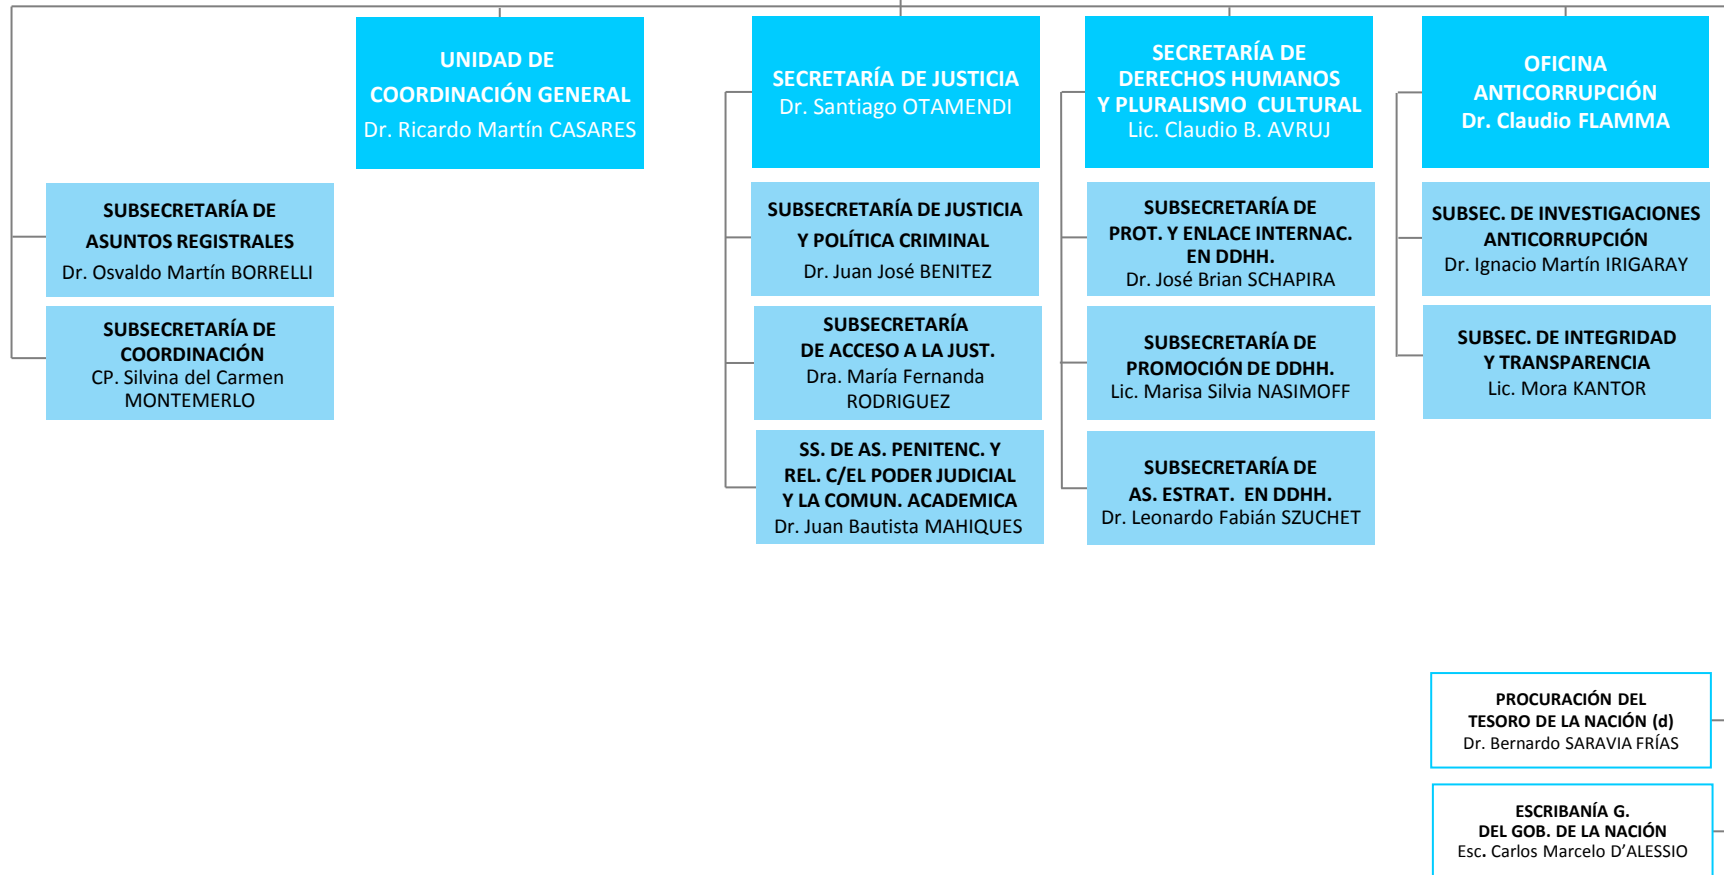 UNIDAD DE
COORDINACIÓN GENERAL
Dr. Ricardo Martín CASARES
SECRETARÍA DE JUSTICIA
Dr. Santiago OTAMENDI
SECRETARÍA DE
DERECHOS HUMANOS
Y PLURALISMO CULTURAL
Lic. Claudio B. AVRUJ
OFICINA
ANTICORRUPCIÓN
Dr. Claudio FLAMMA
SUBSECRETARÍA DE
ASUNTOS REGISTRALES
Dr. Osvaldo Martín BORRELLI
SUBSECRETARÍA DE
COORDINACIÓN
CP. Silvina del Carmen
MONTEMERLO
SUBSECRETARÍA DE JUSTICIA
Y POLÍTICA CRIMINAL
Dr. Juan José BENITEZ
SUBSECRETARÍA
DE ACCESO A LA JUST.
Dra. María Fernanda
RODRIGUEZ
SS. DE AS. PENITENC. Y
REL. C/EL PODER JUDICIAL
Y LA COMUN. ACADEMICA
Dr. Juan Bautista MAHIQUES
SUBSECRETARÍA DE
PROT. Y ENLACE INTERNAC.
EN DDHH.
Dr. José Brian SCHAPIRA
SUBSECRETARÍA DE
PROMOCIÓN DE DDHH.
Lic. Marisa Silvia NASIMOFF
SUBSECRETARÍA DE
AS. ESTRAT. EN DDHH.
Dr. Leonardo Fabián SZUCHET
SUBSEC. DE INVESTIGACIONES
ANTICORRUPCIÓN
Dr. Ignacio Martín IRIGARAY
SUBSEC. DE INTEGRIDAD
Y TRANSPARENCIA
Lic. Mora KANTOR
PROCURACIÓN DEL
TESORO DE LA NACIÓN (d)
Dr. Bernardo SARAVIA FRÍAS
ESCRIBANÍA G.
DEL GOB. DE LA NACIÓN
Esc. Carlos Marcelo D’ALESSIO